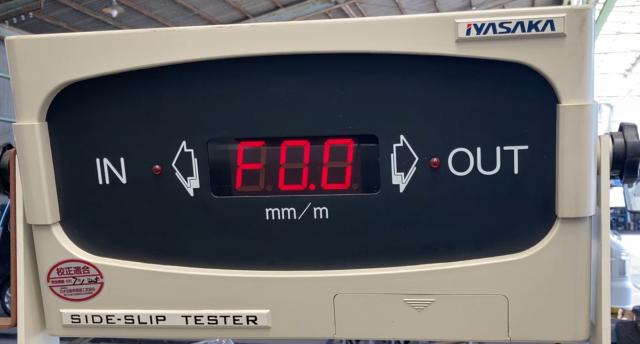 IYASAKA
IN
F0.0
OUT
mm/m
校正適合
SIDE-SLIP TESTER